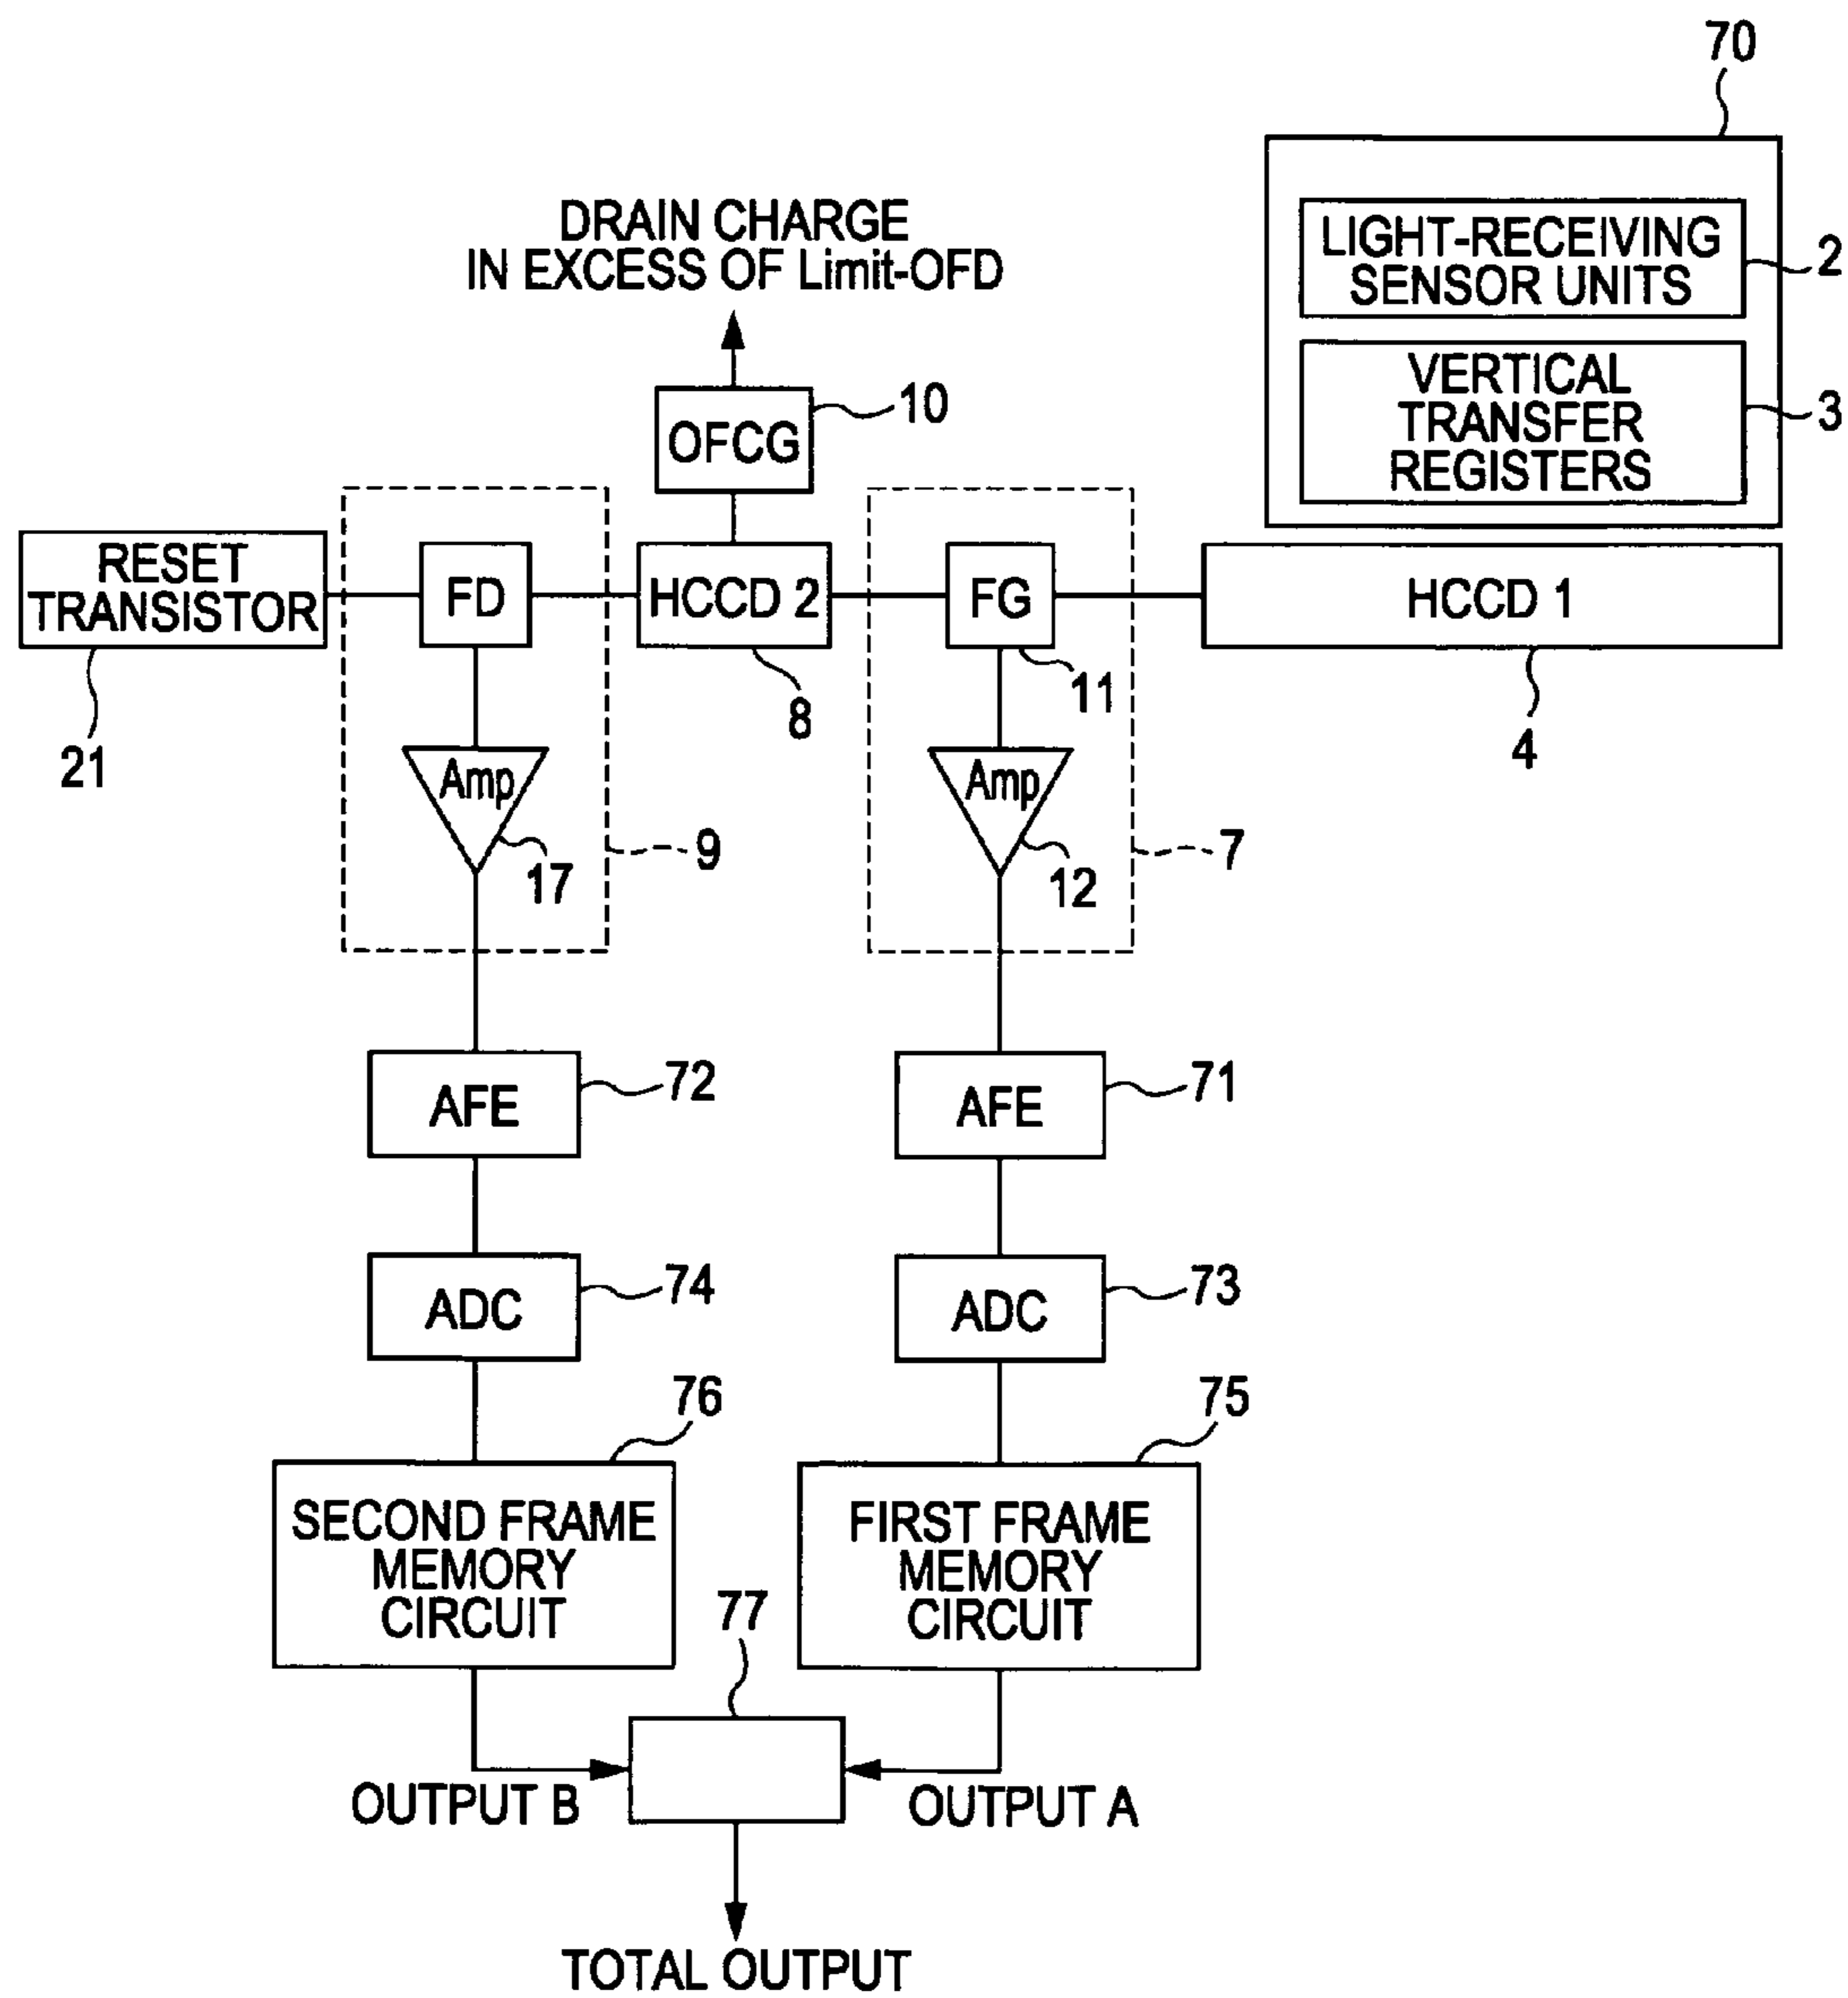 70
DRAIN CHARGE
IN EXCESS OF Limit-OFD
LIGHT-RECEIVING
SENSOR UNITS
2
VERTICAL
TRANSFER
REGISTERS
3
10
OFCG
RESET
TRANSISTOR
FD
HCCD 2
FG
HCCD 1
21
8
11
4
Amp
17
9
Amp
12
7
AFE
72
AFE
71
ADC
74
ADC
73
76
75
SECOND FRAME
MEMORY
CIRCUIT
FIRST FRAME
MEMORY
CIRCUIT
77
OUTPUT B
OUTPUT A
TOTAL OUTPUT